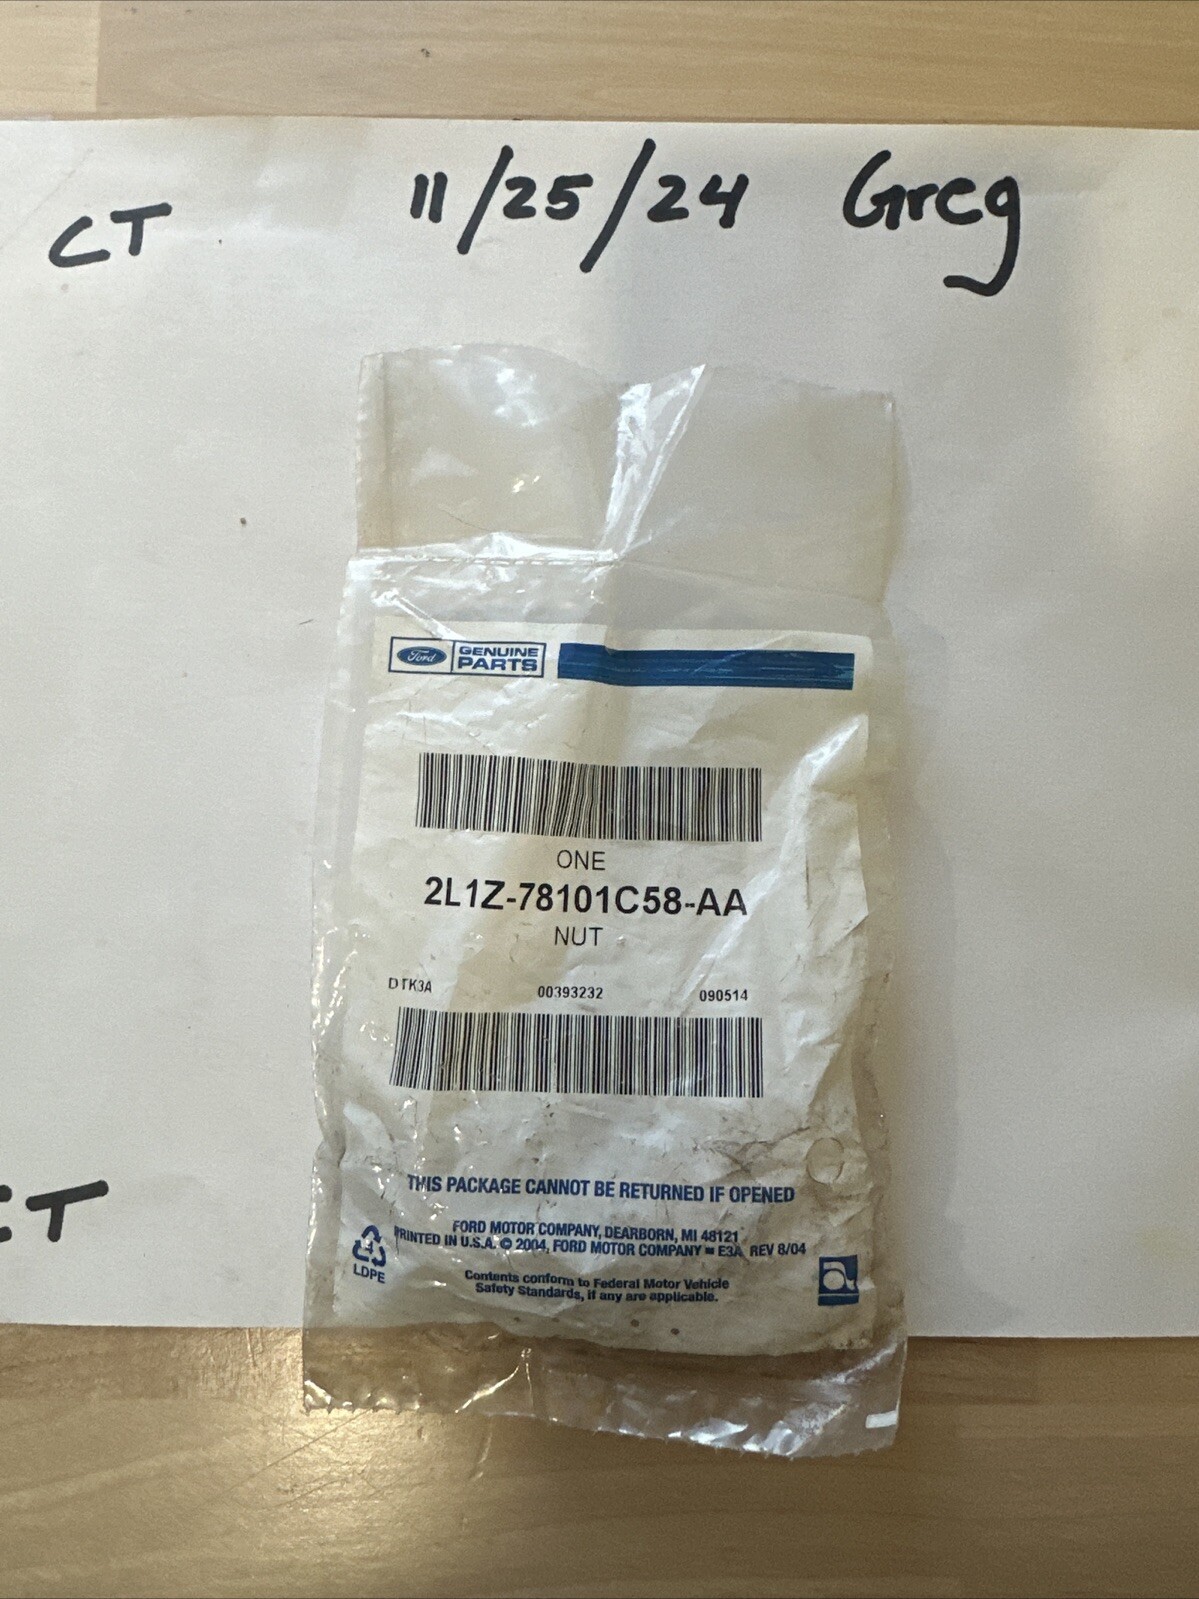 CT 11/25/24 Greg
Ford GENUINE PARTS
ONE
2L1Z-78101C58-AA
NUT
DTK3A 00393232 090514
CT
THIS PACKAGE CANNOT BE RETURNED IF OPENED
FORD MOTOR COMPANY, DEARBORN, MI 48121
PRINTED IN U.S.A. © 2004, FORD MOTOR COMPANY ▪ E3A REV 8/04
4
LDPE
Contents conform to Federal Motor Vehicle
Safety Standards, if any are applicable.